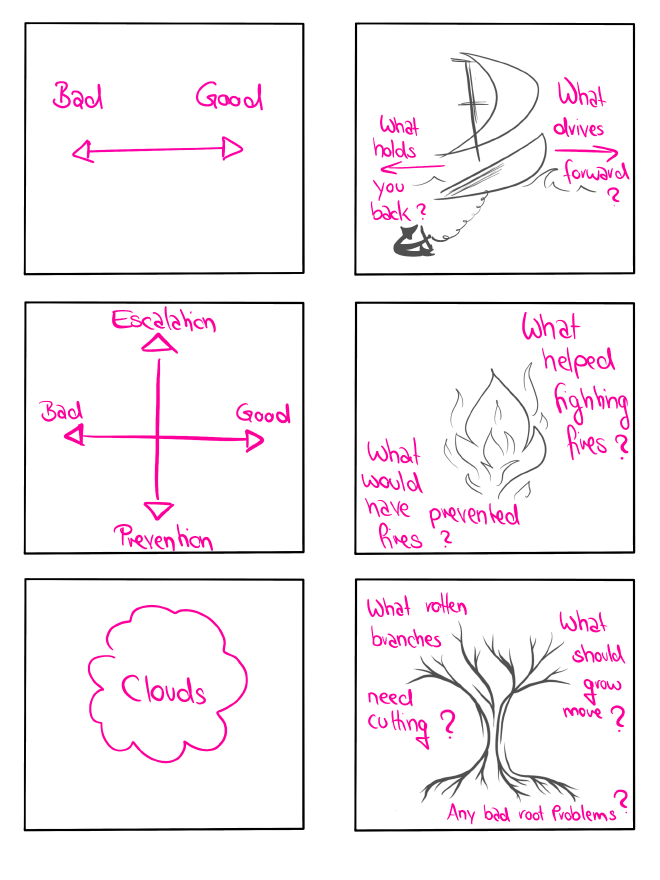 Bad
Good
What
holds
you
back?
What
drives
forward
?
Escalation
Bad
Good
Prevention
What
helped
fighting
fires?
What
would
have prevented
fires ?
Clouds
What rotten
branches
need
cutting ?
What
should
grow
move ?
Any bad root Problems ?